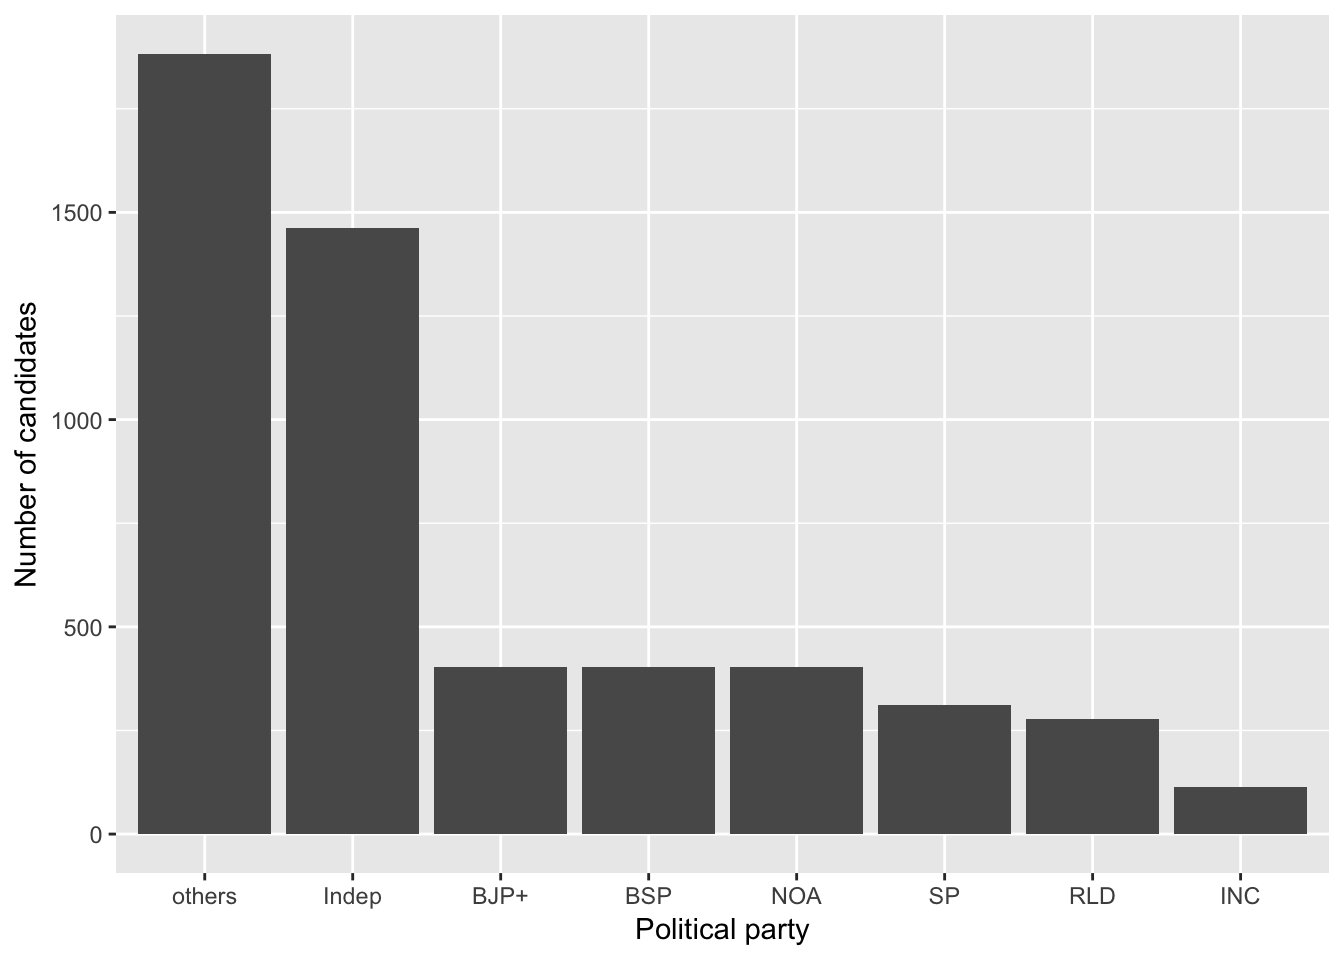 Number of candidates
1500
1000
500
0
others Indep BJP+ BSP NOA SP RLD INC
Political party